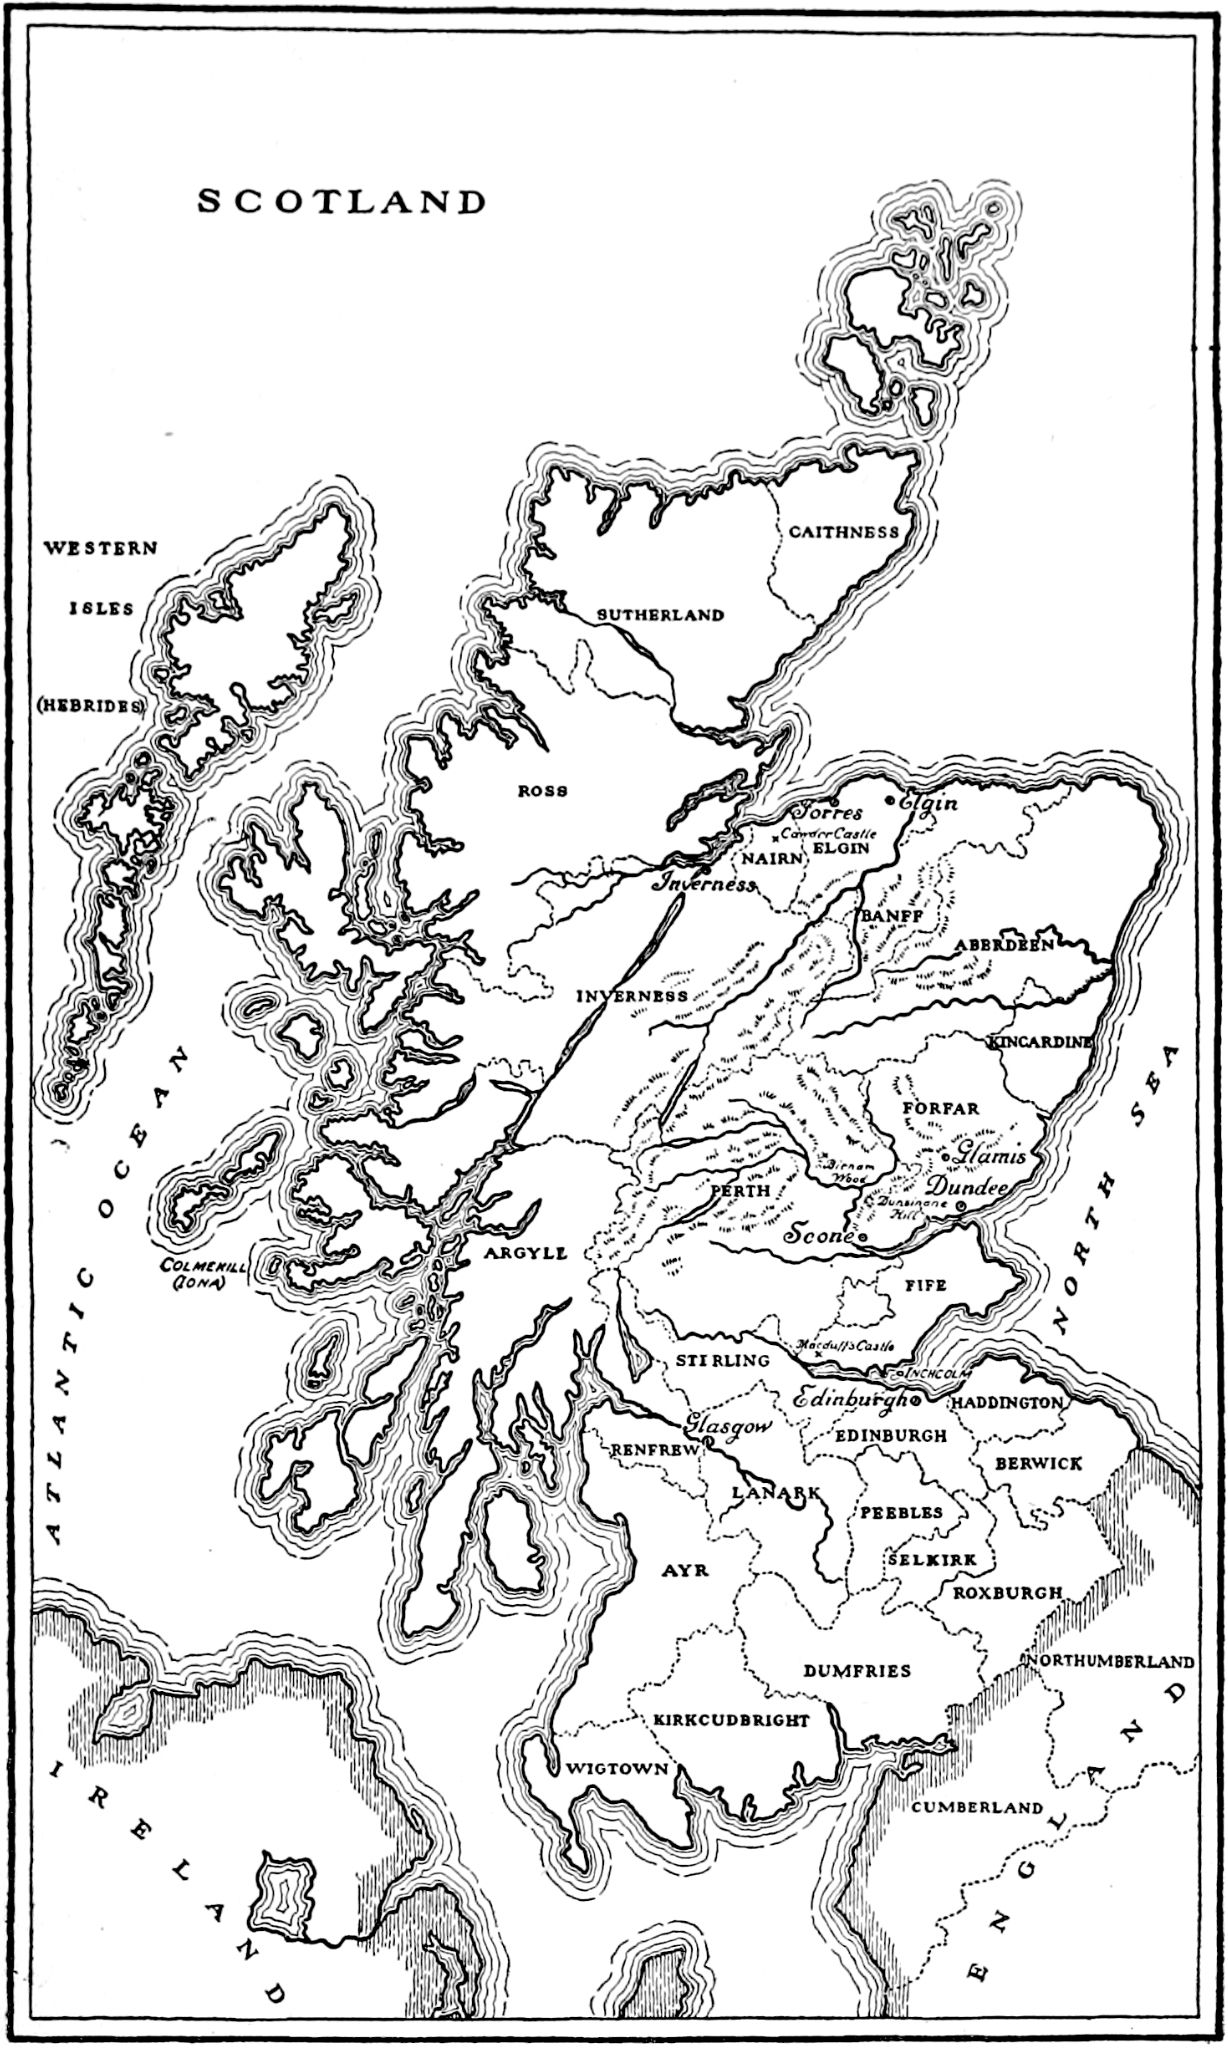 SCOTLAND
WESTERN
ISLES
(HEBRIDES)
CAITHNESS
SUTHERLAND
ROSS
Forres
Elgin
Cawdor Castle
ELGIN
NAIRN
Inverness
BANFF
ABERDEEN
INVERNESS
KINCARDINE
FORFAR
Glamis
Birnam
Wood
PERTH
Dundee
Dunsinane
Hill
Scone
COLMEKILL
(IONA)
ARGYLL
FIFE
ATLANTIC OCEAN
NORTH SEA
STIRLING
Macduff's Castle
INCHCOLM
Edinburgh
HADDINGTON
Glasgow
RENFREW
EDINBURGH
BERWICK
LANARK
PEEBLES
SELKIRK
AYR
ROXBURGH
NORTHUMBERLAND
DUMFRIES
KIRKCUDBRIGHT
WIGTOWN
CUMBERLAND
IRELAND
ENGLAND